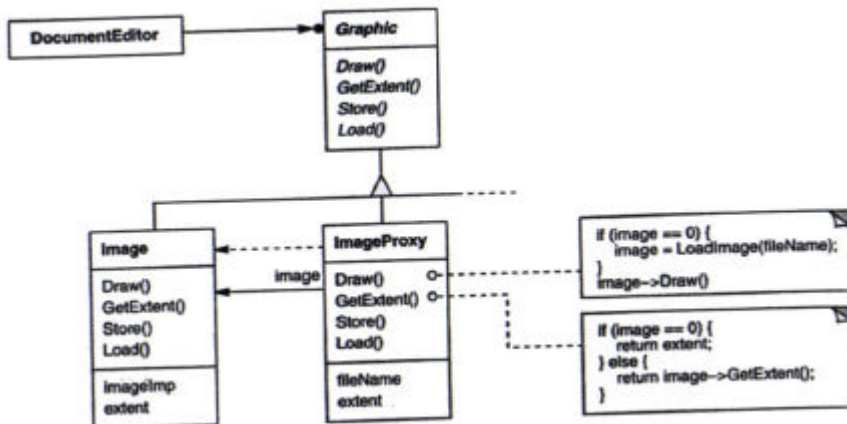 DocumentEditor
Graphic
Draw()
GetExtent()
Store()
Load()
Image
Draw()
GetExtent()
Store()
Load()
imageImp
extent
image
ImageProxy
Draw()
GetExtent()
Store()
Load()
fileName
extent
if (image == 0) {
image = LoadImage(fileName);
}
image->Draw()
if (image == 0) {
return extent;
} else {
return image->GetExtent();
}